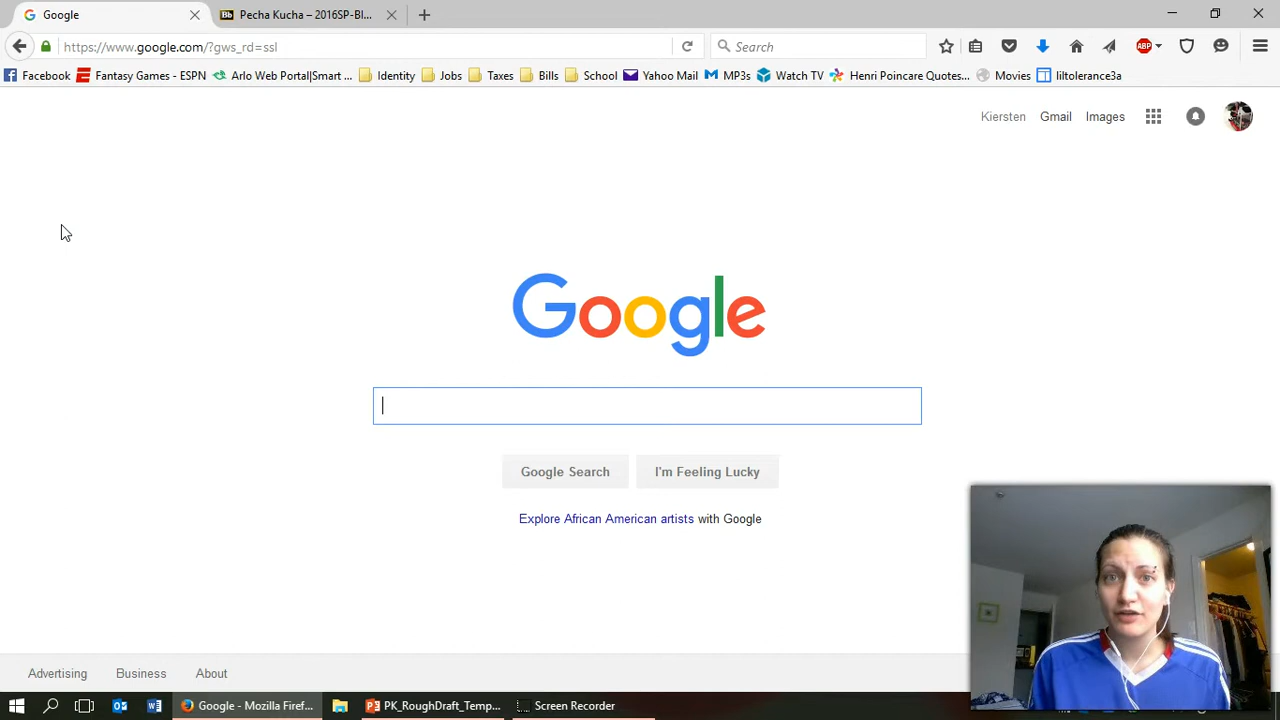 Google
Pecha Kucha – 2016SP-Bl...
https://www.google.com/?gws_rd=ssl
Search
ABP
Facebook
Fantasy Games - ESPN
Arlo Web Portal|Smart ...
Identity
Jobs
Taxes
Bills
School
Yahoo Mail
MP3s
Watch TV
Henri Poincare Quotes...
Movies
liltolerance3a
Kiersten
Gmail
Images
Google
Google Search
I'm Feeling Lucky
Explore African American artists with Google
Advertising
Business
About
Google - Mozilla Firef...
PK_RoughDraft_Temp...
Screen Recorder